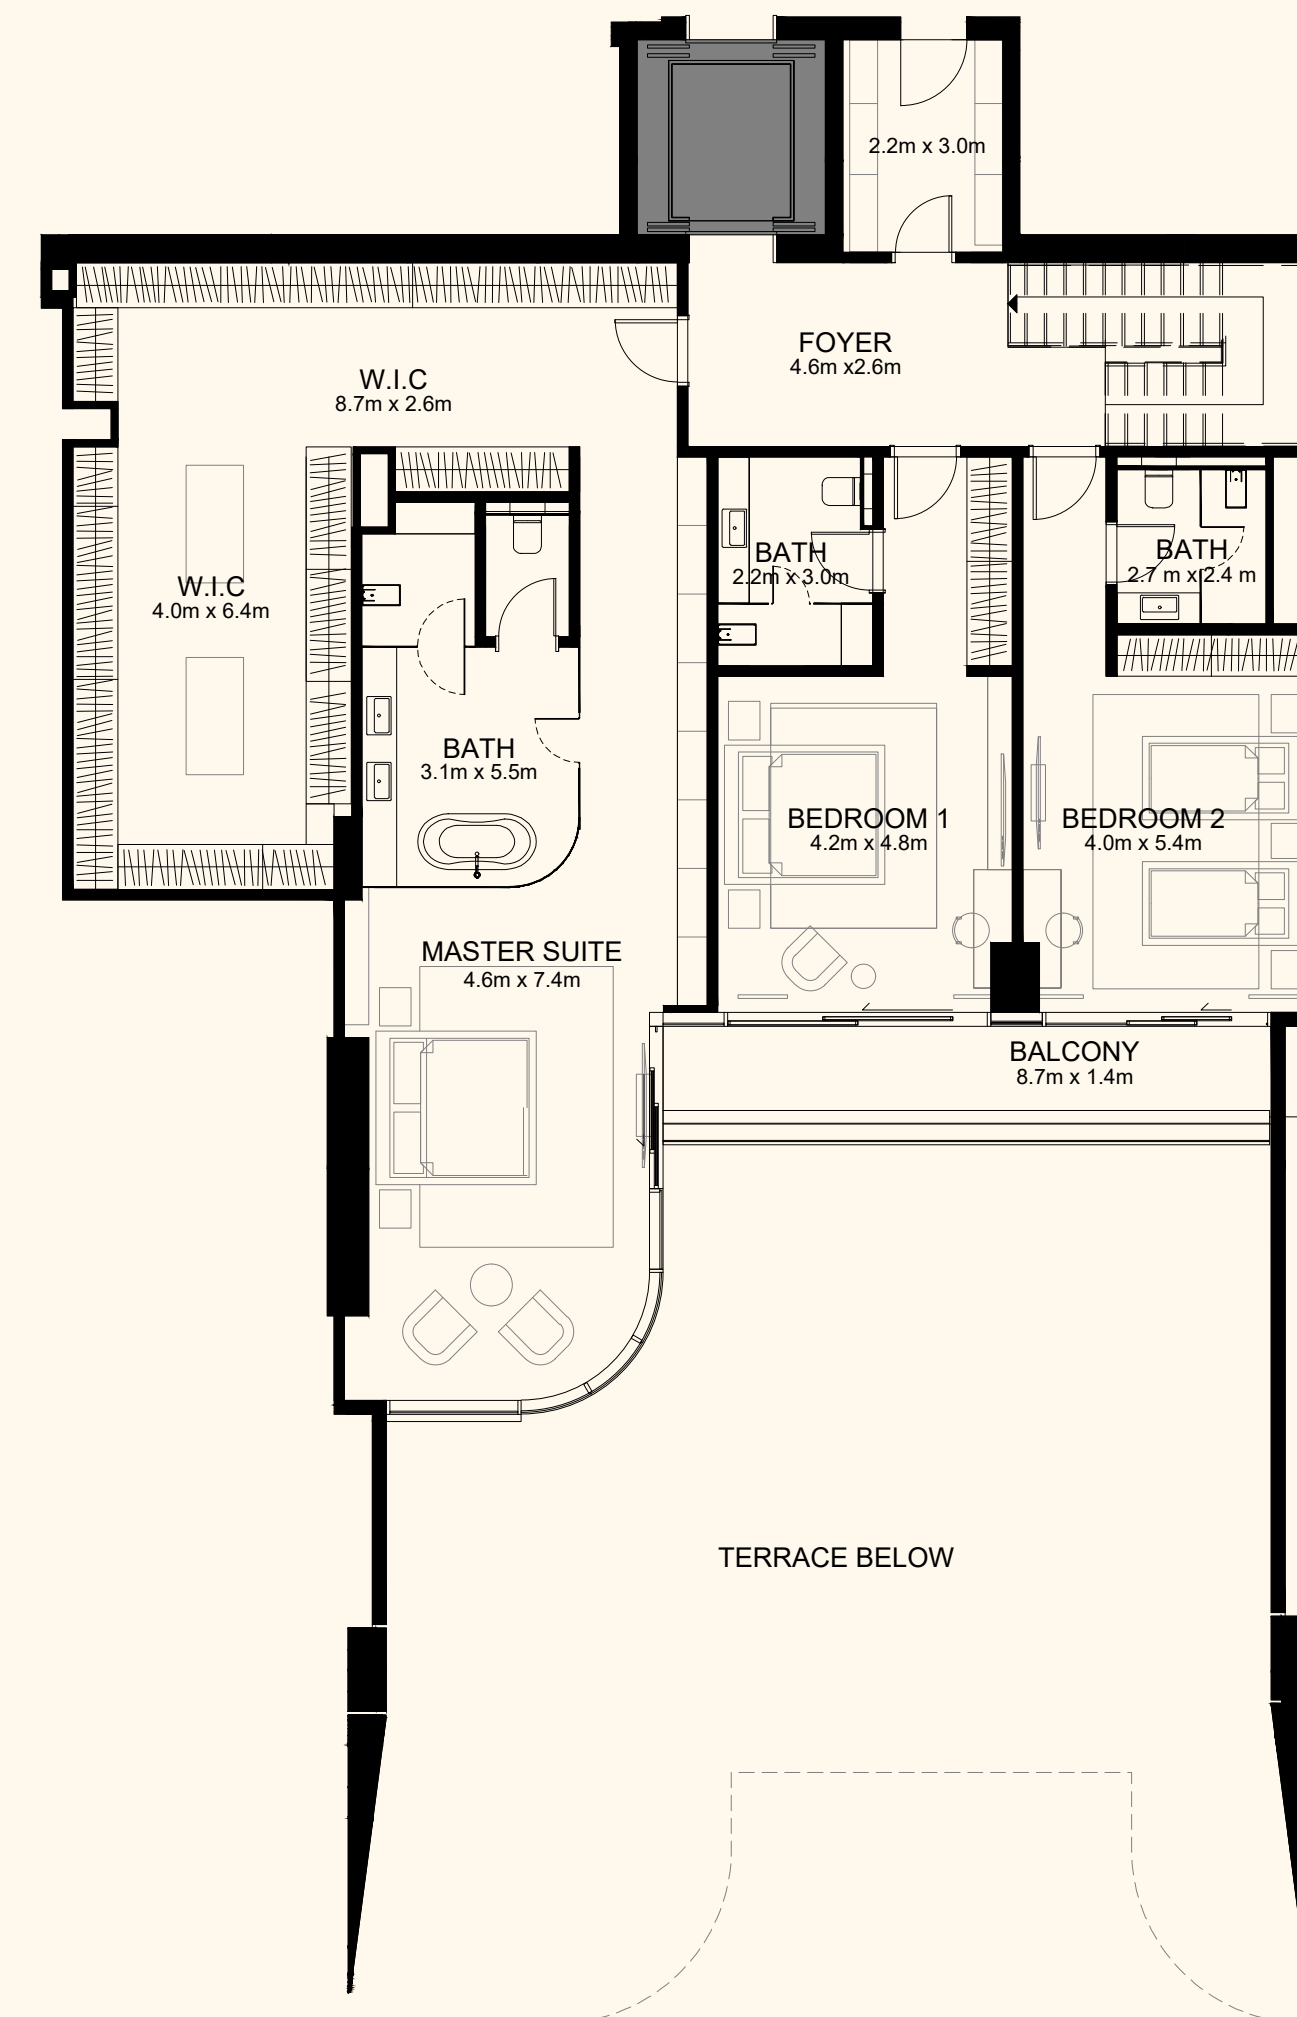 2.2m x 3.0m
FOYER
4.6m x2.6m
W.I.C
8.7m x 2.6m
W.I.C
4.0m x 6.4m
BATH
2.2m x 3.0m
BATH
2.7 m x 2.4 m
BATH
3.1m x 5.5m
BEDROOM 1
4.2m x 4.8m
BEDROOM 2
4.0m x 5.4m
MASTER SUITE
4.6m x 7.4m
BALCONY
8.7m x 1.4m
TERRACE BELOW